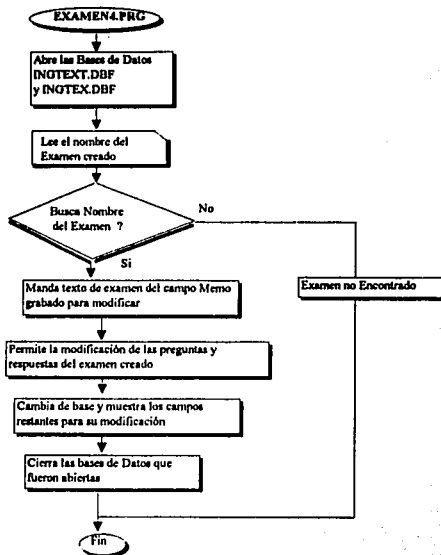 EXAMEN4.PRG
Abre las Bases de Datos
INGTEXT.DBF
y INGTEX.DBF
Lee el nombre del
Examen creado
Busca Nombre
del Examen ?
No
Si
Manda texto de examen del campo Memo
grabado para modificar
Examen no Encontrado
Permite la modificación de las preguntas y
respuestas del examen creado
Cambia de base y muestra los campos
restantes para su modificación
Cierra las bases de Datos que
fueron abiertas
Fin